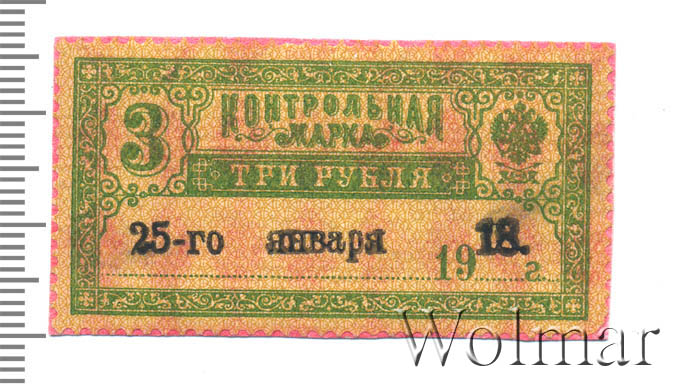 3
КОНТРОЛЬНАЯ
МАРКА
ТРИ РУБЛЯ
25-го января 1918. г.
Wolmar